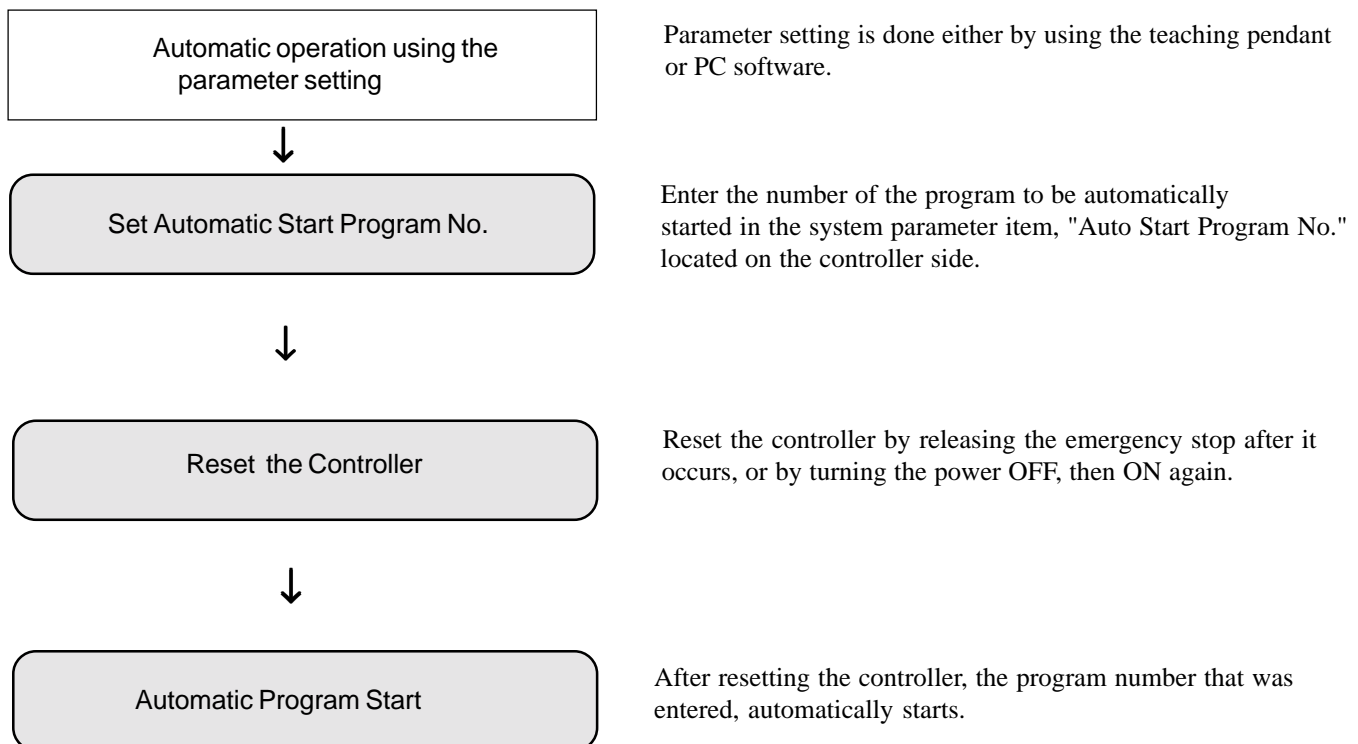 Automatic operation using the
parameter setting
Parameter setting is done either by using the teaching pendant
or PC software.
Set Automatic Start Program No.
Enter the number of the program to be automatically
started in the system parameter item, "Auto Start Program No."
located on the controller side.
Reset the Controller
Reset the controller by releasing the emergency stop after it
occurs, or by turning the power OFF, then ON again.
Automatic Program Start
After resetting the controller, the program number that was
entered, automatically starts.